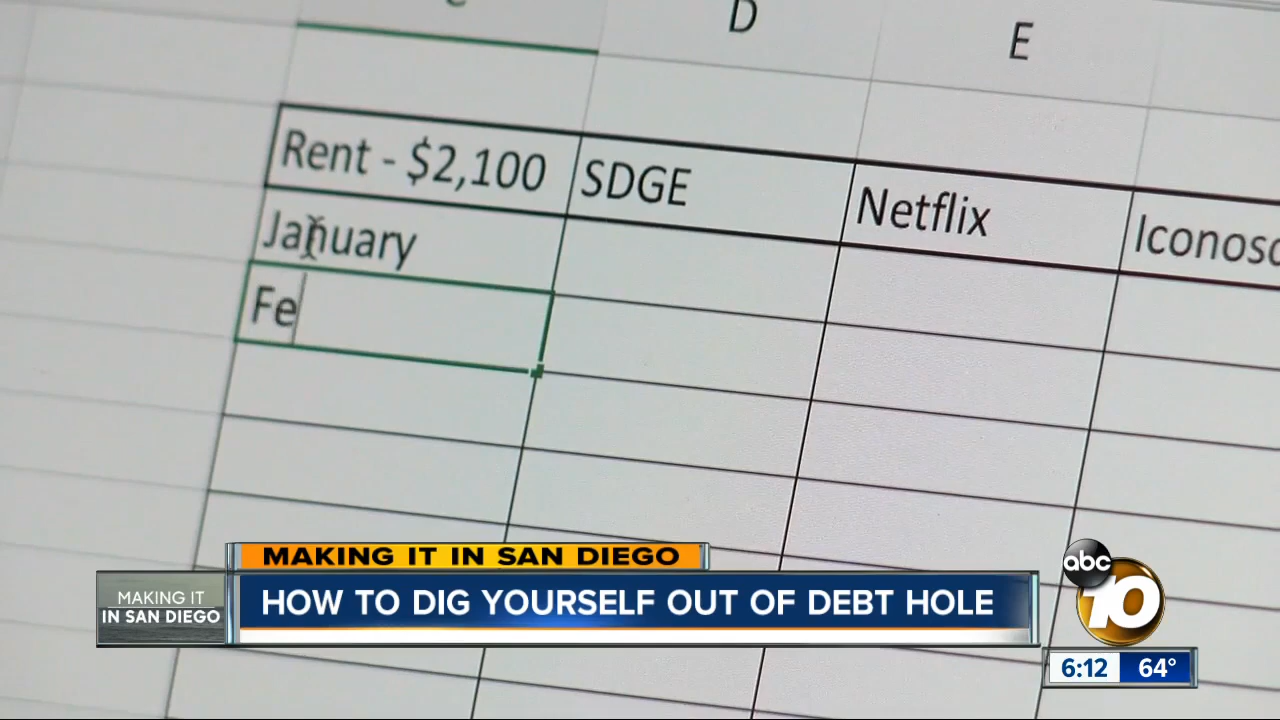 D
E
Rent - $2,100
SDGE
Netflix
January
Fe
MAKING IT IN SAN DIEGO
MAKING IT
IN SAN DIEGO
HOW TO DIG YOURSELF OUT OF DEBT HOLE
abc
10
6:12
64°